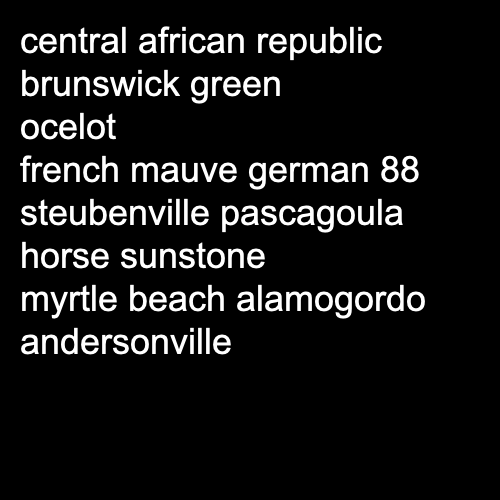 central african republic
brunswick green
ocelot
french mauve german 88
steubenville pascagoula
horse sunstone
myrtle beach alamogordo
andersonville